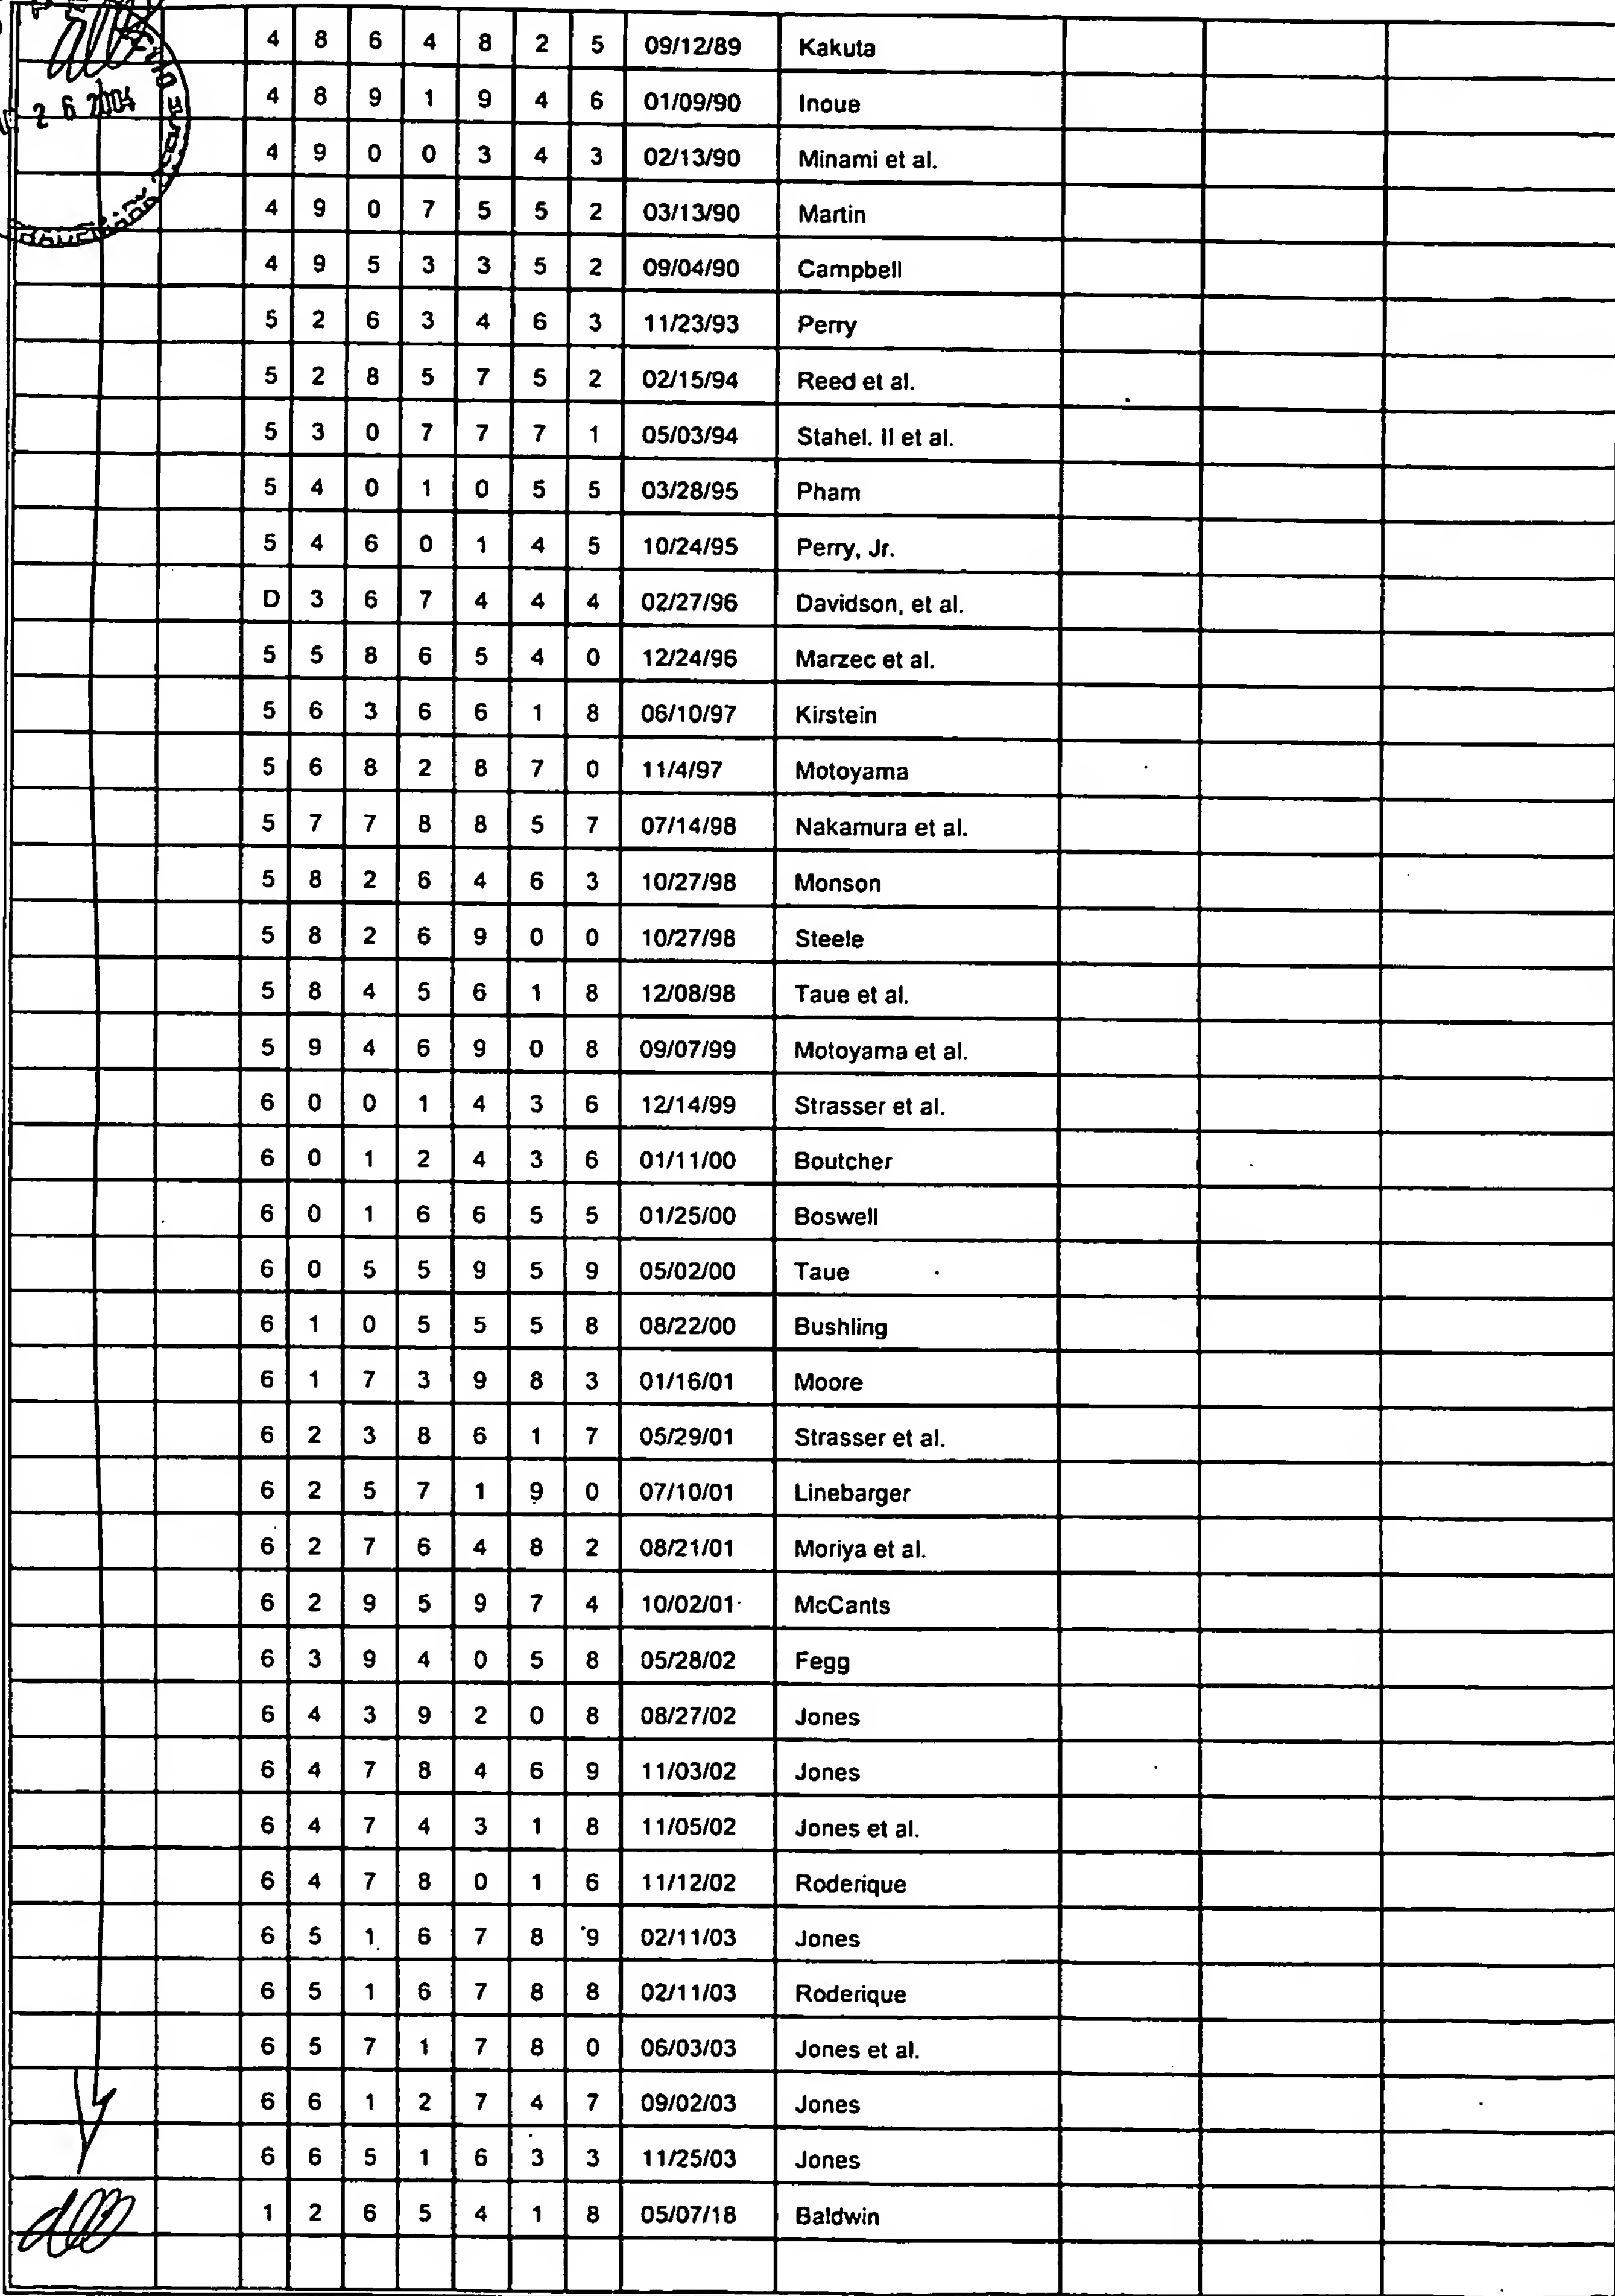 4 8 6 4 8 2 5 09/12/89 Kakuta
2 6 2004
4 8 9 1 9 4 6 01/09/90 Inoue
4 9 0 0 3 4 3 02/13/90 Minami et al.
4 9 0 7 5 5 2 03/13/90 Martin
4 9 5 3 3 5 2 09/04/90 Campbell
5 2 6 3 4 6 3 11/23/93 Perry
5 2 8 5 7 5 2 02/15/94 Reed et al.
5 3 0 7 7 7 1 05/03/94 Stahel. II et al.
5 4 0 1 0 5 5 03/28/95 Pham
5 4 6 0 1 4 5 10/24/95 Perry, Jr.
D 3 6 7 4 4 4 02/27/96 Davidson, et al.
5 5 8 6 5 4 0 12/24/96 Marzec et al.
5 6 3 6 6 1 8 06/10/97 Kirstein
5 6 8 2 8 7 0 11/4/97 Motoyama
5 7 7 8 8 5 7 07/14/98 Nakamura et al.
5 8 2 6 4 6 3 10/27/98 Monson
5 8 2 6 9 0 0 10/27/98 Steele
5 8 4 5 6 1 8 12/08/98 Taue et al.
5 9 4 6 9 0 8 09/07/99 Motoyama et al.
6 0 0 1 4 3 6 12/14/99 Strasser et al.
6 0 1 2 4 3 6 01/11/00 Boutcher
6 0 1 6 6 5 5 01/25/00 Boswell
6 0 5 5 9 5 9 05/02/00 Taue
6 1 0 5 5 5 8 08/22/00 Bushling
6 1 7 3 9 8 3 01/16/01 Moore
6 2 3 8 6 1 7 05/29/01 Strasser et al.
6 2 5 7 1 9 0 07/10/01 Linebarger
6 2 7 6 4 8 2 08/21/01 Moriya et al.
6 2 9 5 9 7 4 10/02/01 McCants
6 3 9 4 0 5 8 05/28/02 Fegg
6 4 3 9 2 0 8 08/27/02 Jones
6 4 7 8 4 6 9 11/03/02 Jones
6 4 7 4 3 1 8 11/05/02 Jones et al.
6 4 7 8 0 1 6 11/12/02 Roderique
6 5 1 6 7 8 9 02/11/03 Jones
6 5 1 6 7 8 8 02/11/03 Roderique
6 5 7 1 7 8 0 06/03/03 Jones et al.
6 6 1 2 7 4 7 09/02/03 Jones
6 6 5 1 6 3 3 11/25/03 Jones
1 2 6 5 4 1 8 05/07/18 Baldwin